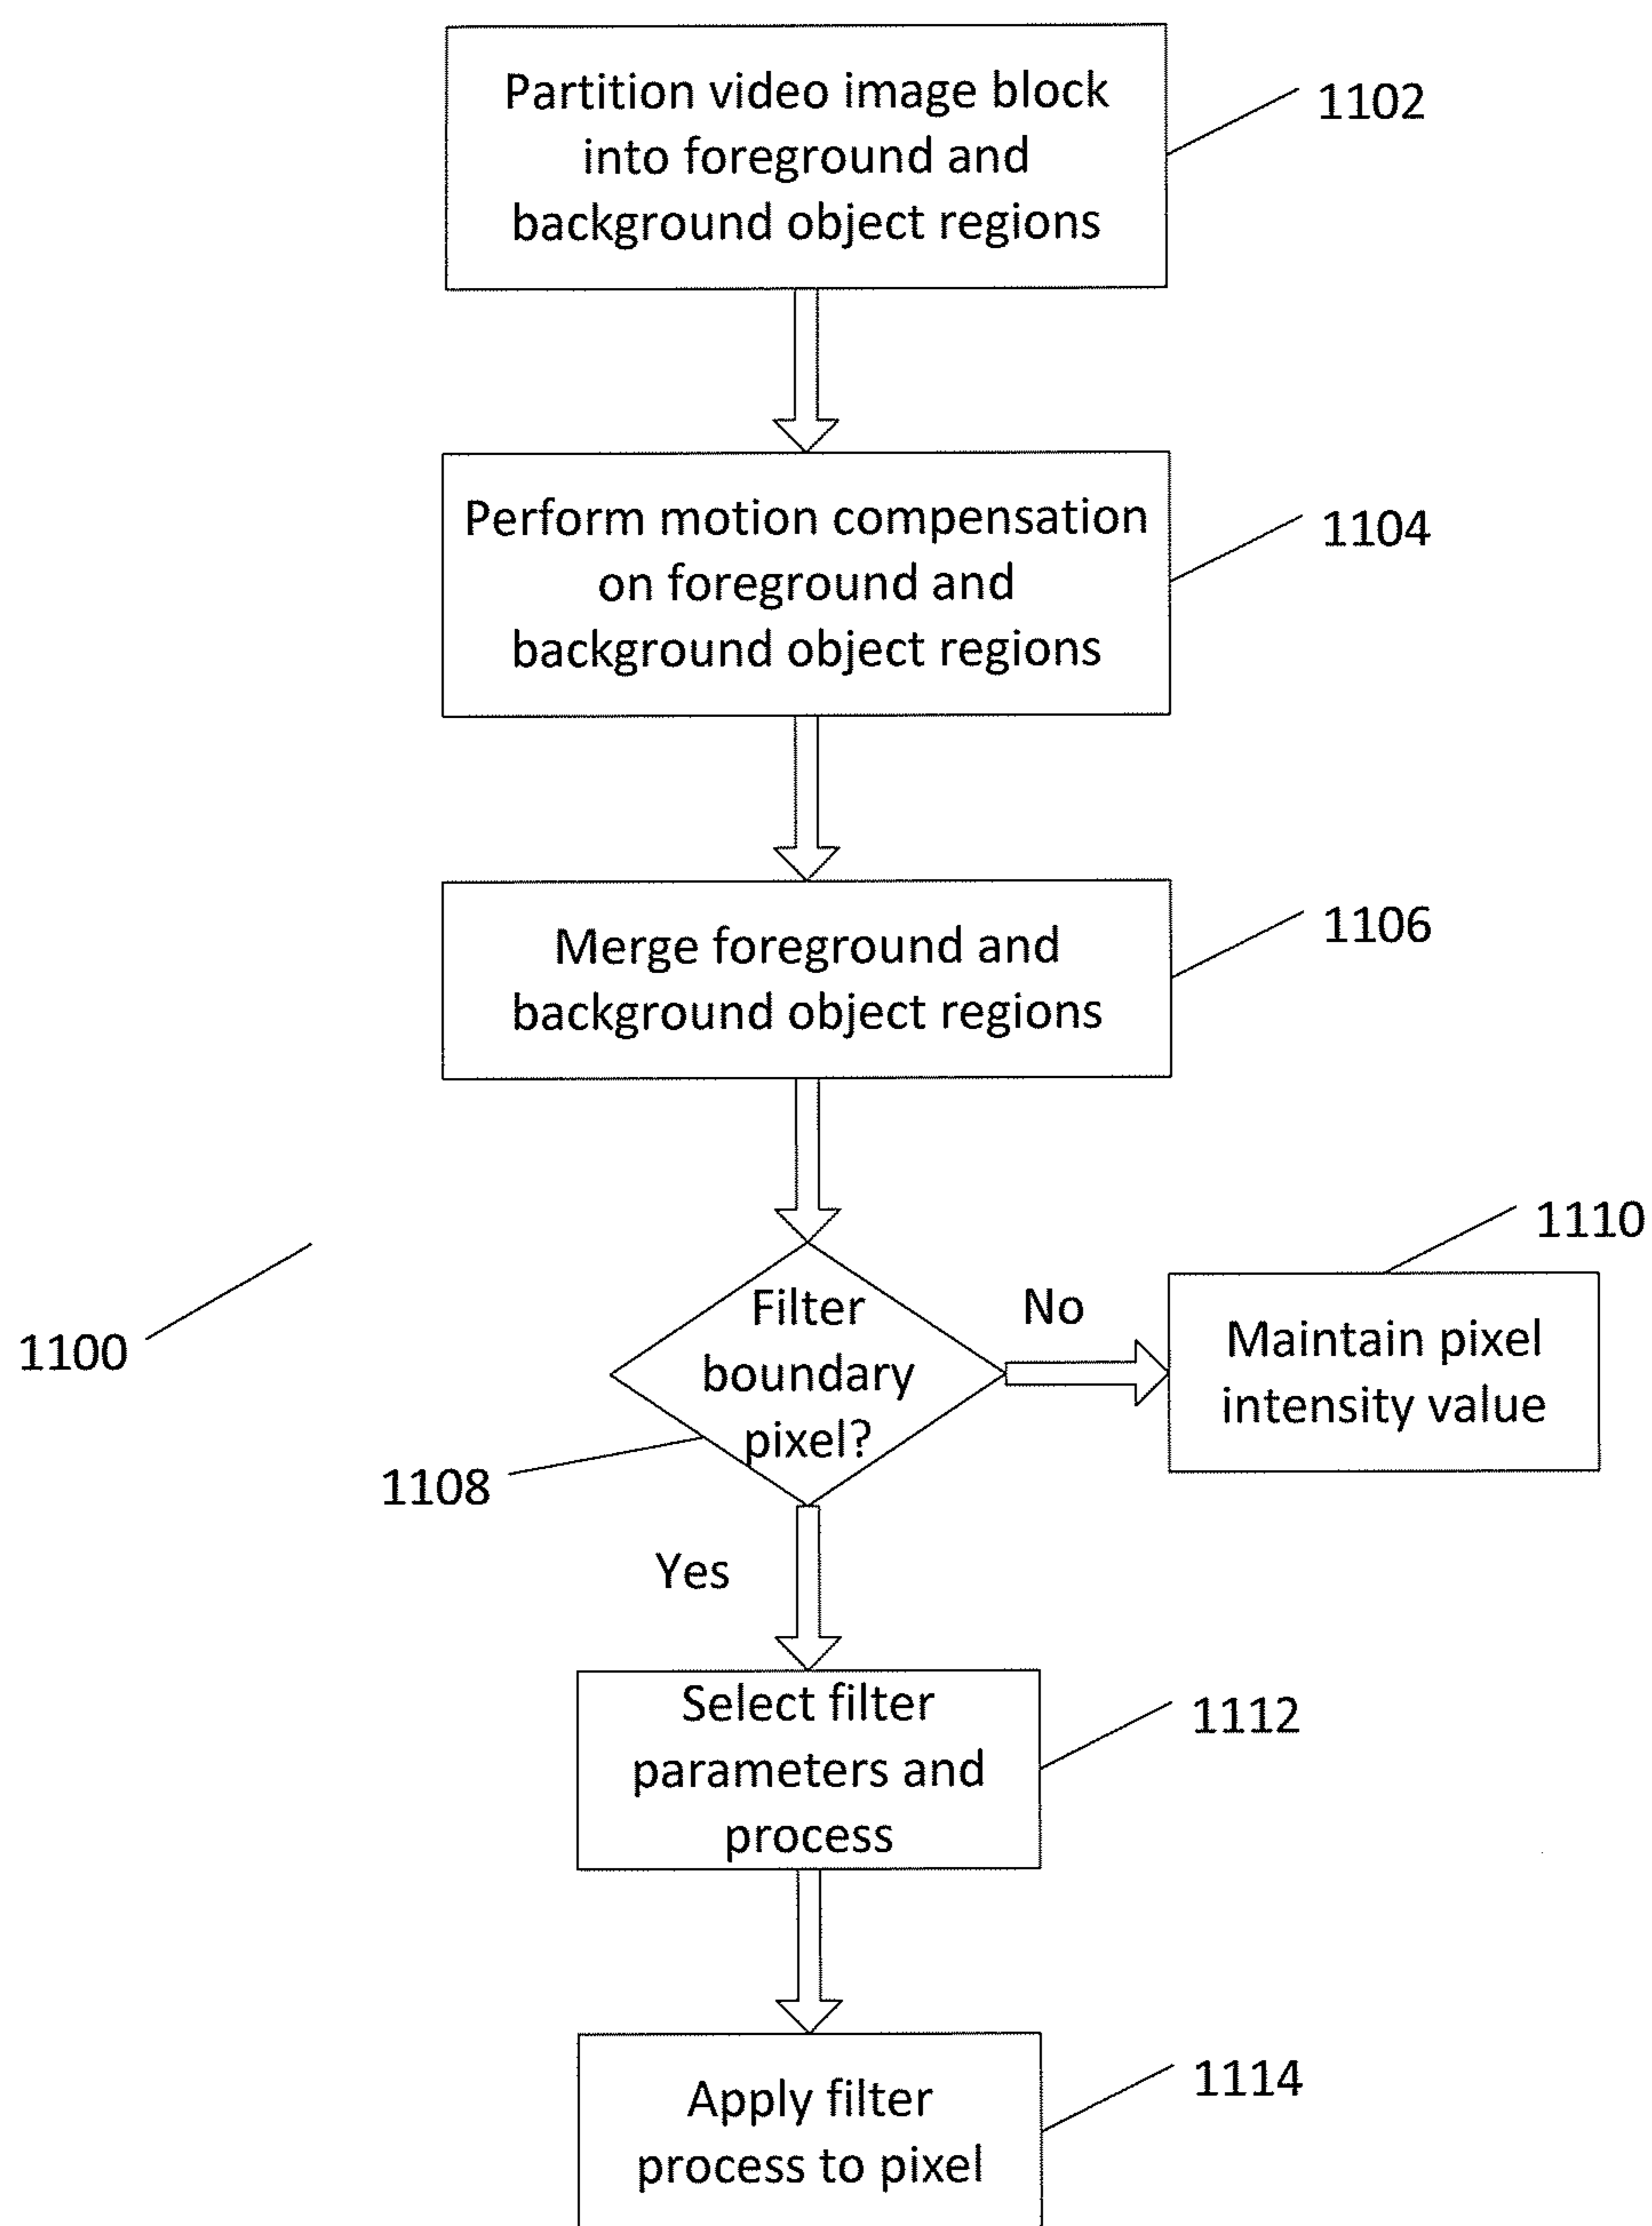 Partition video image block
into foreground and
background object regions
1102
Perform motion compensation
on foreground and
background object regions
1104
Merge foreground and
background object regions
1106
1100
Filter
boundary
pixel?
1108
No
Maintain pixel
intensity value
1110
Yes
Select filter
parameters and
process
1112
Apply filter
process to pixel
1114